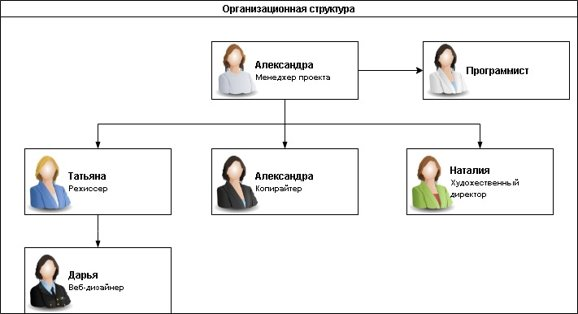 Организационная структура
Александра
Менеджер проекта
Программист
Татьяна
Режиссер
Александра
Копирайтер
Наталия
Художественный
директор
Дарья
Веб-дизайнер